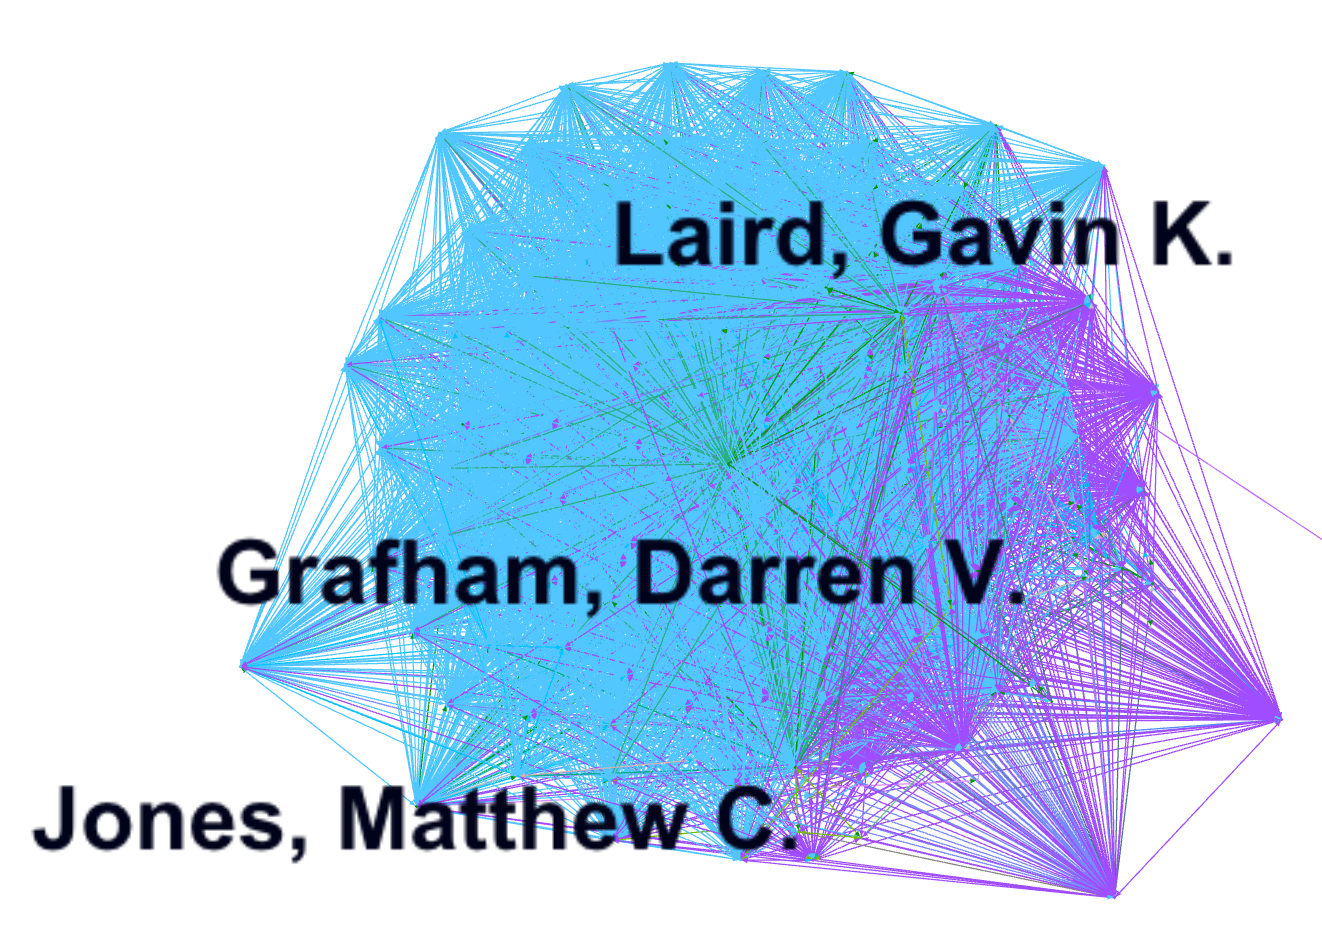 Laird, Gavin K.
Grafham, Darren V.
Jones, Matthew C.